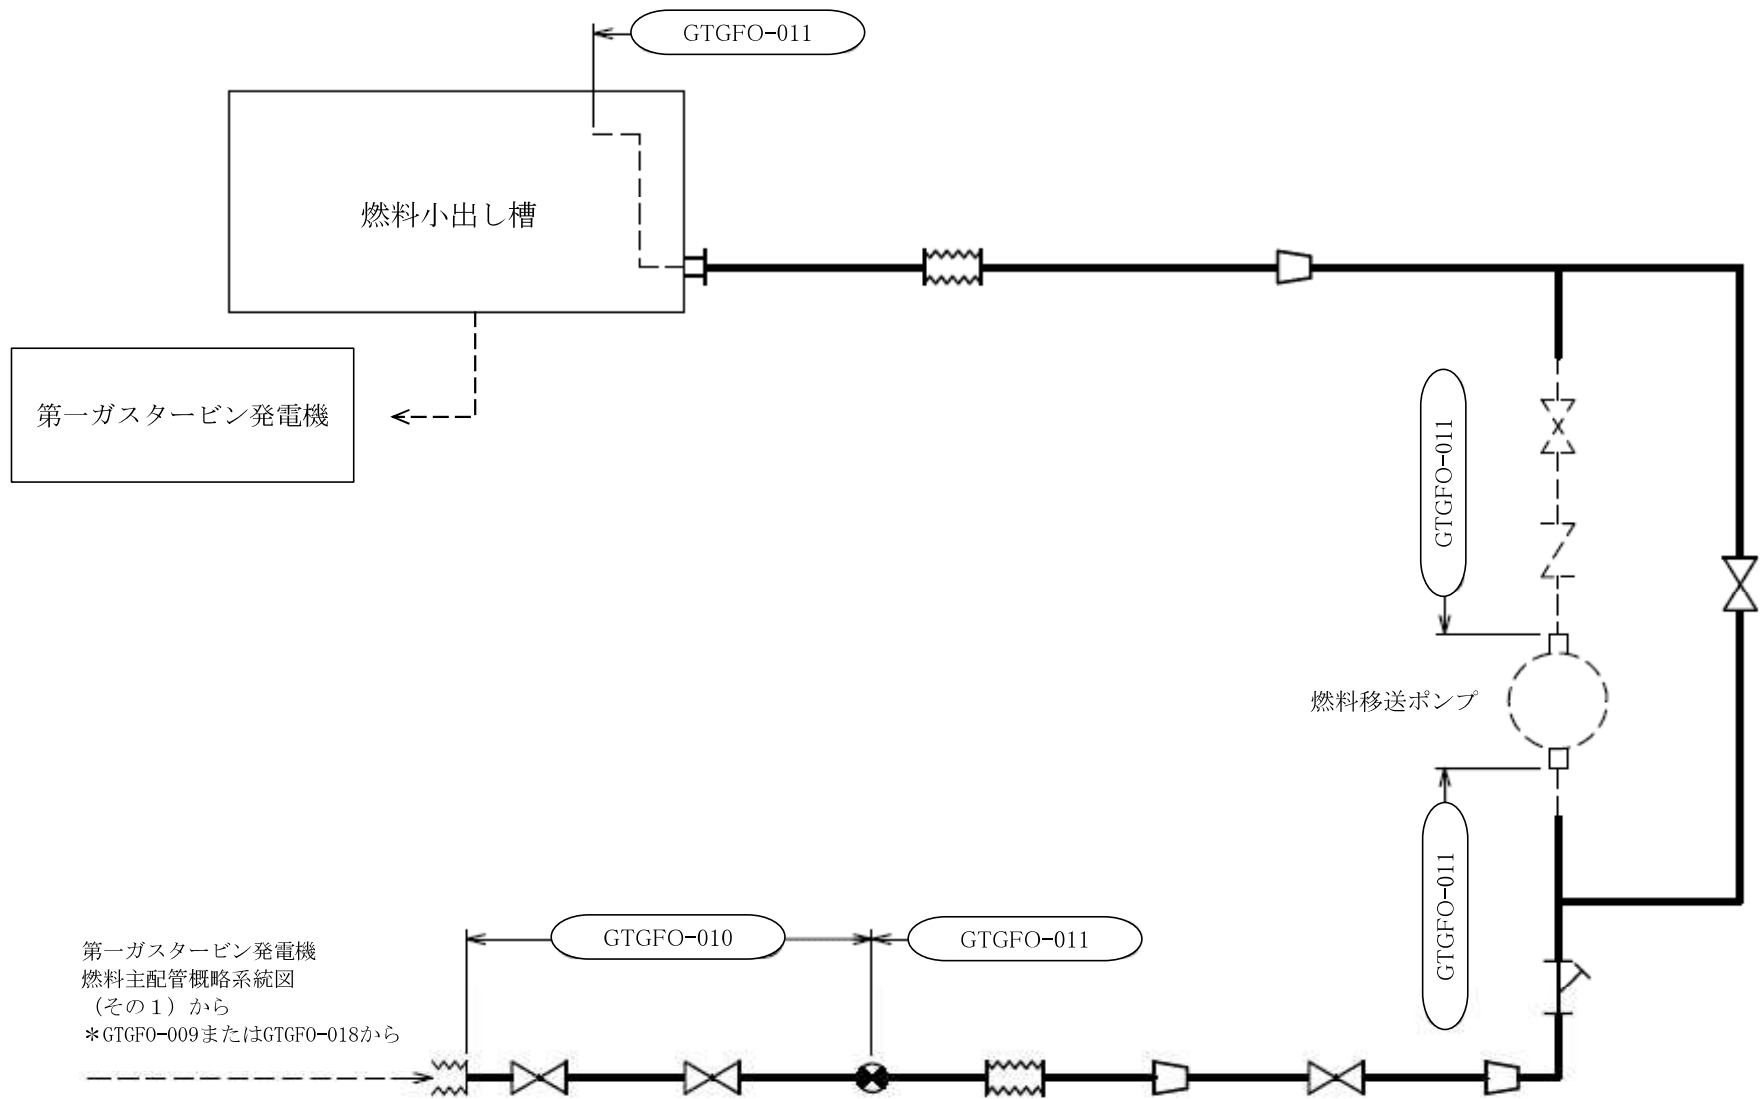 GTGFO-011
燃料小出し槽
第一ガスタービン発電機
GTGFO-011
燃料移送ポンプ
GTGFO-011
GTGFO-010
GTGFO-011
第一ガスタービン発電機
燃料主配管概略系統図
（その１）から
＊GTGFO-009またはGTGFO-018から